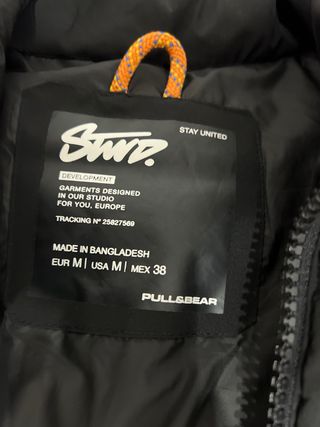 STWD.
STAY UNITED
DEVELOPMENT
GARMENTS DESIGNED
IN OUR STUDIO
FOR YOU, EUROPE
TRACKING Nº 25827569
MADE IN BANGLADESH
EUR M | USA M | MEX 38
PULL&BEAR